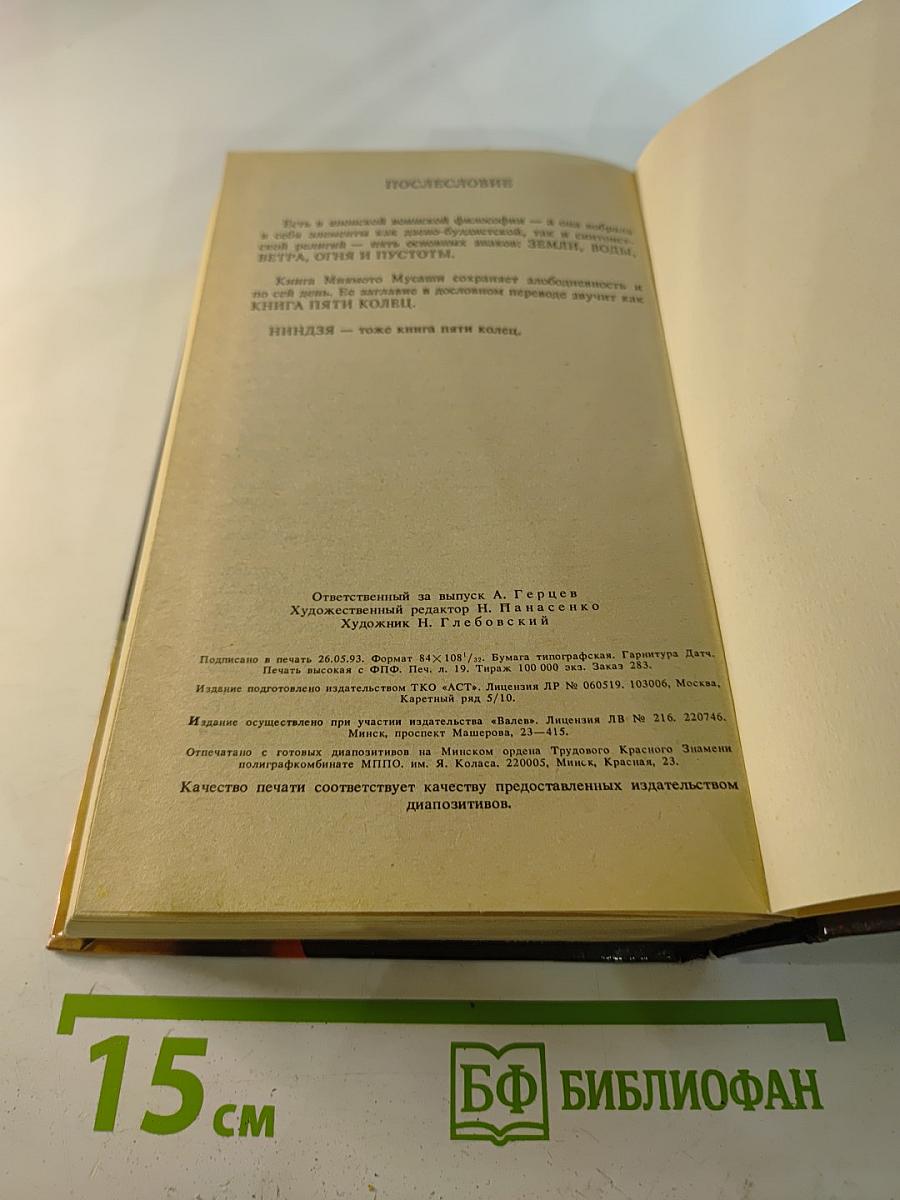 ПОСЛЕСЛОВИЕ
Есть в японской воинской философии — а она вобрала
в себя элементы как дзэно-буддистской, так и синтоист-
ской религий — пять основных знаков: ЗЕМЛИ, ВОДЫ,
ВЕТРА, ОГНЯ И ПУСТОТЫ.
Книга Миямото Мусаши сохраняет злободневность и
по сей день. Ее заглавие в дословном переводе звучит как
КНИГА ПЯТИ КОЛЕЦ.
НИНДЗЯ — тоже книга пяти колец.
Ответственный за выпуск А. Герцев
Художественный редактор Н. Панасенко
Художник Н. Глебовский
Подписано в печать 26.05.93. Формат 84×108¹/₃₂. Бумага типографская. Гарнитура Датч.
Печать высокая с ФПФ. Печ. л. 19. Тираж 100 000 экз. Заказ 283.
Издание подготовлено издательством ТКО «АСТ». Лицензия ЛР № 060519. 103006, Москва,
Каретный ряд 5/10.
Издание осуществлено при участии издательства «Валев». Лицензия ЛВ № 216. 220746.
Минск, проспект Машерова, 23—415.
Отпечатано с готовых диапозитивов на Минском ордена Трудового Красного Знамени
полиграфкомбинате МППО. им. Я. Коласа. 220005, Минск, Красная, 23.
Качество печати соответствует качеству предоставленных издательством
диапозитивов.
15 см
БФ БИБЛИОФАН